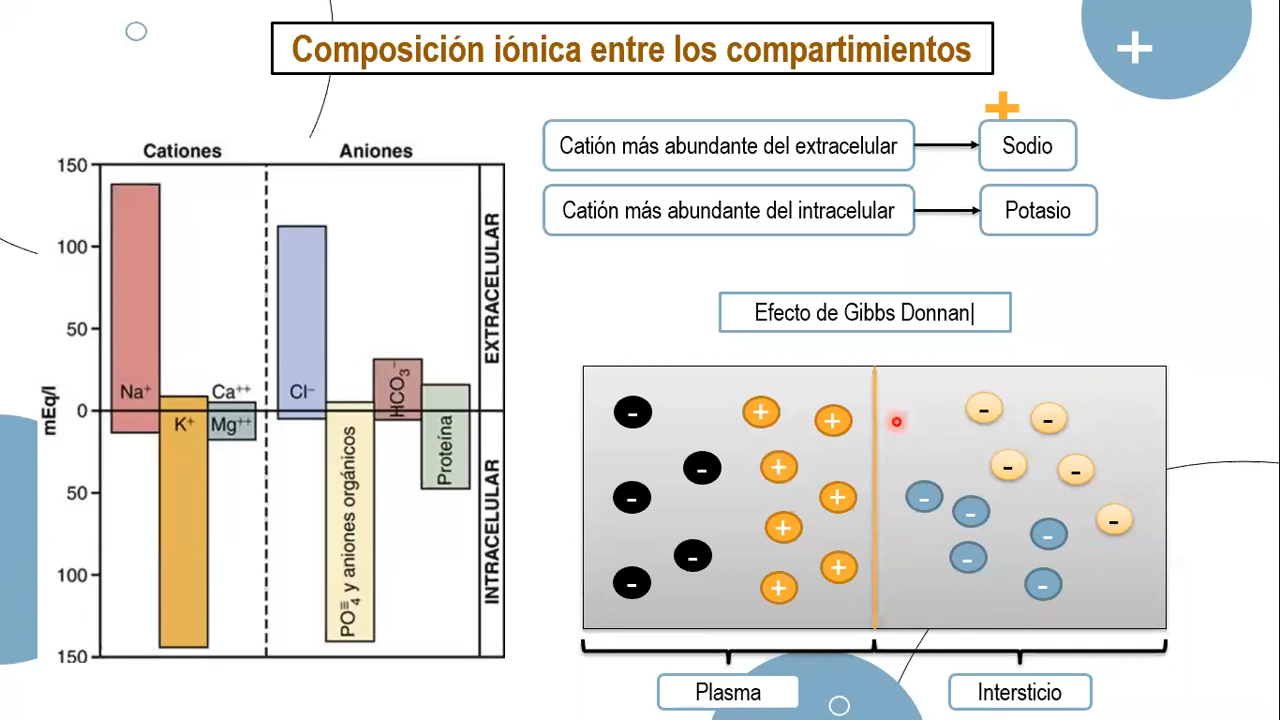 Composición iónica entre los compartimientos
Cationes
Aniones
150
100
50
0
50
100
150
mEq/l
Na⁺
K⁺
Ca⁺⁺
Mg⁺⁺
Cl⁻
PO₄≡ y aniones orgánicos
HCO₃⁻
Proteína
EXTRACELULAR
INTRACELULAR
Catión más abundante del extracelular
Sodio
Catión más abundante del intracelular
Potasio
Efecto de Gibbs Donnan|
- + + - -
- + - -
- + - -
+ - -
- + - -
- + -
Plasma
Intersticio